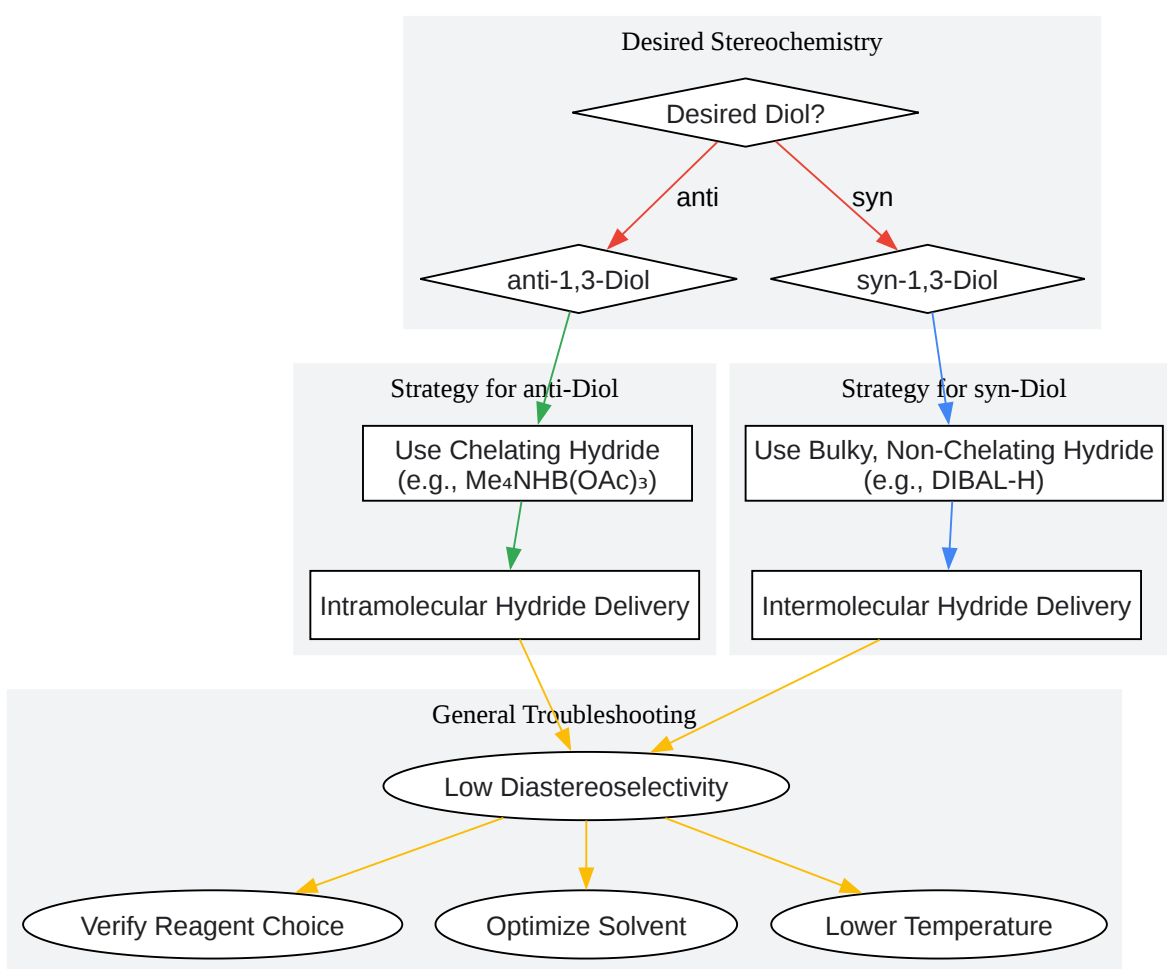 Desired Stereochemistry
Desired Diol?
anti
syn
anti-1,3-Diol
syn-1,3-Diol
Strategy for anti-Diol
Strategy for syn-Diol
Use Chelating Hydride
(e.g., Me₄NHB(OAc)₃)
Use Bulky, Non-Chelating Hydride
(e.g., DIBAL-H)
Intramolecular Hydride Delivery
Intermolecular Hydride Delivery
General Troubleshooting
Low Diastereoselectivity
Verify Reagent Choice
Optimize Solvent
Lower Temperature